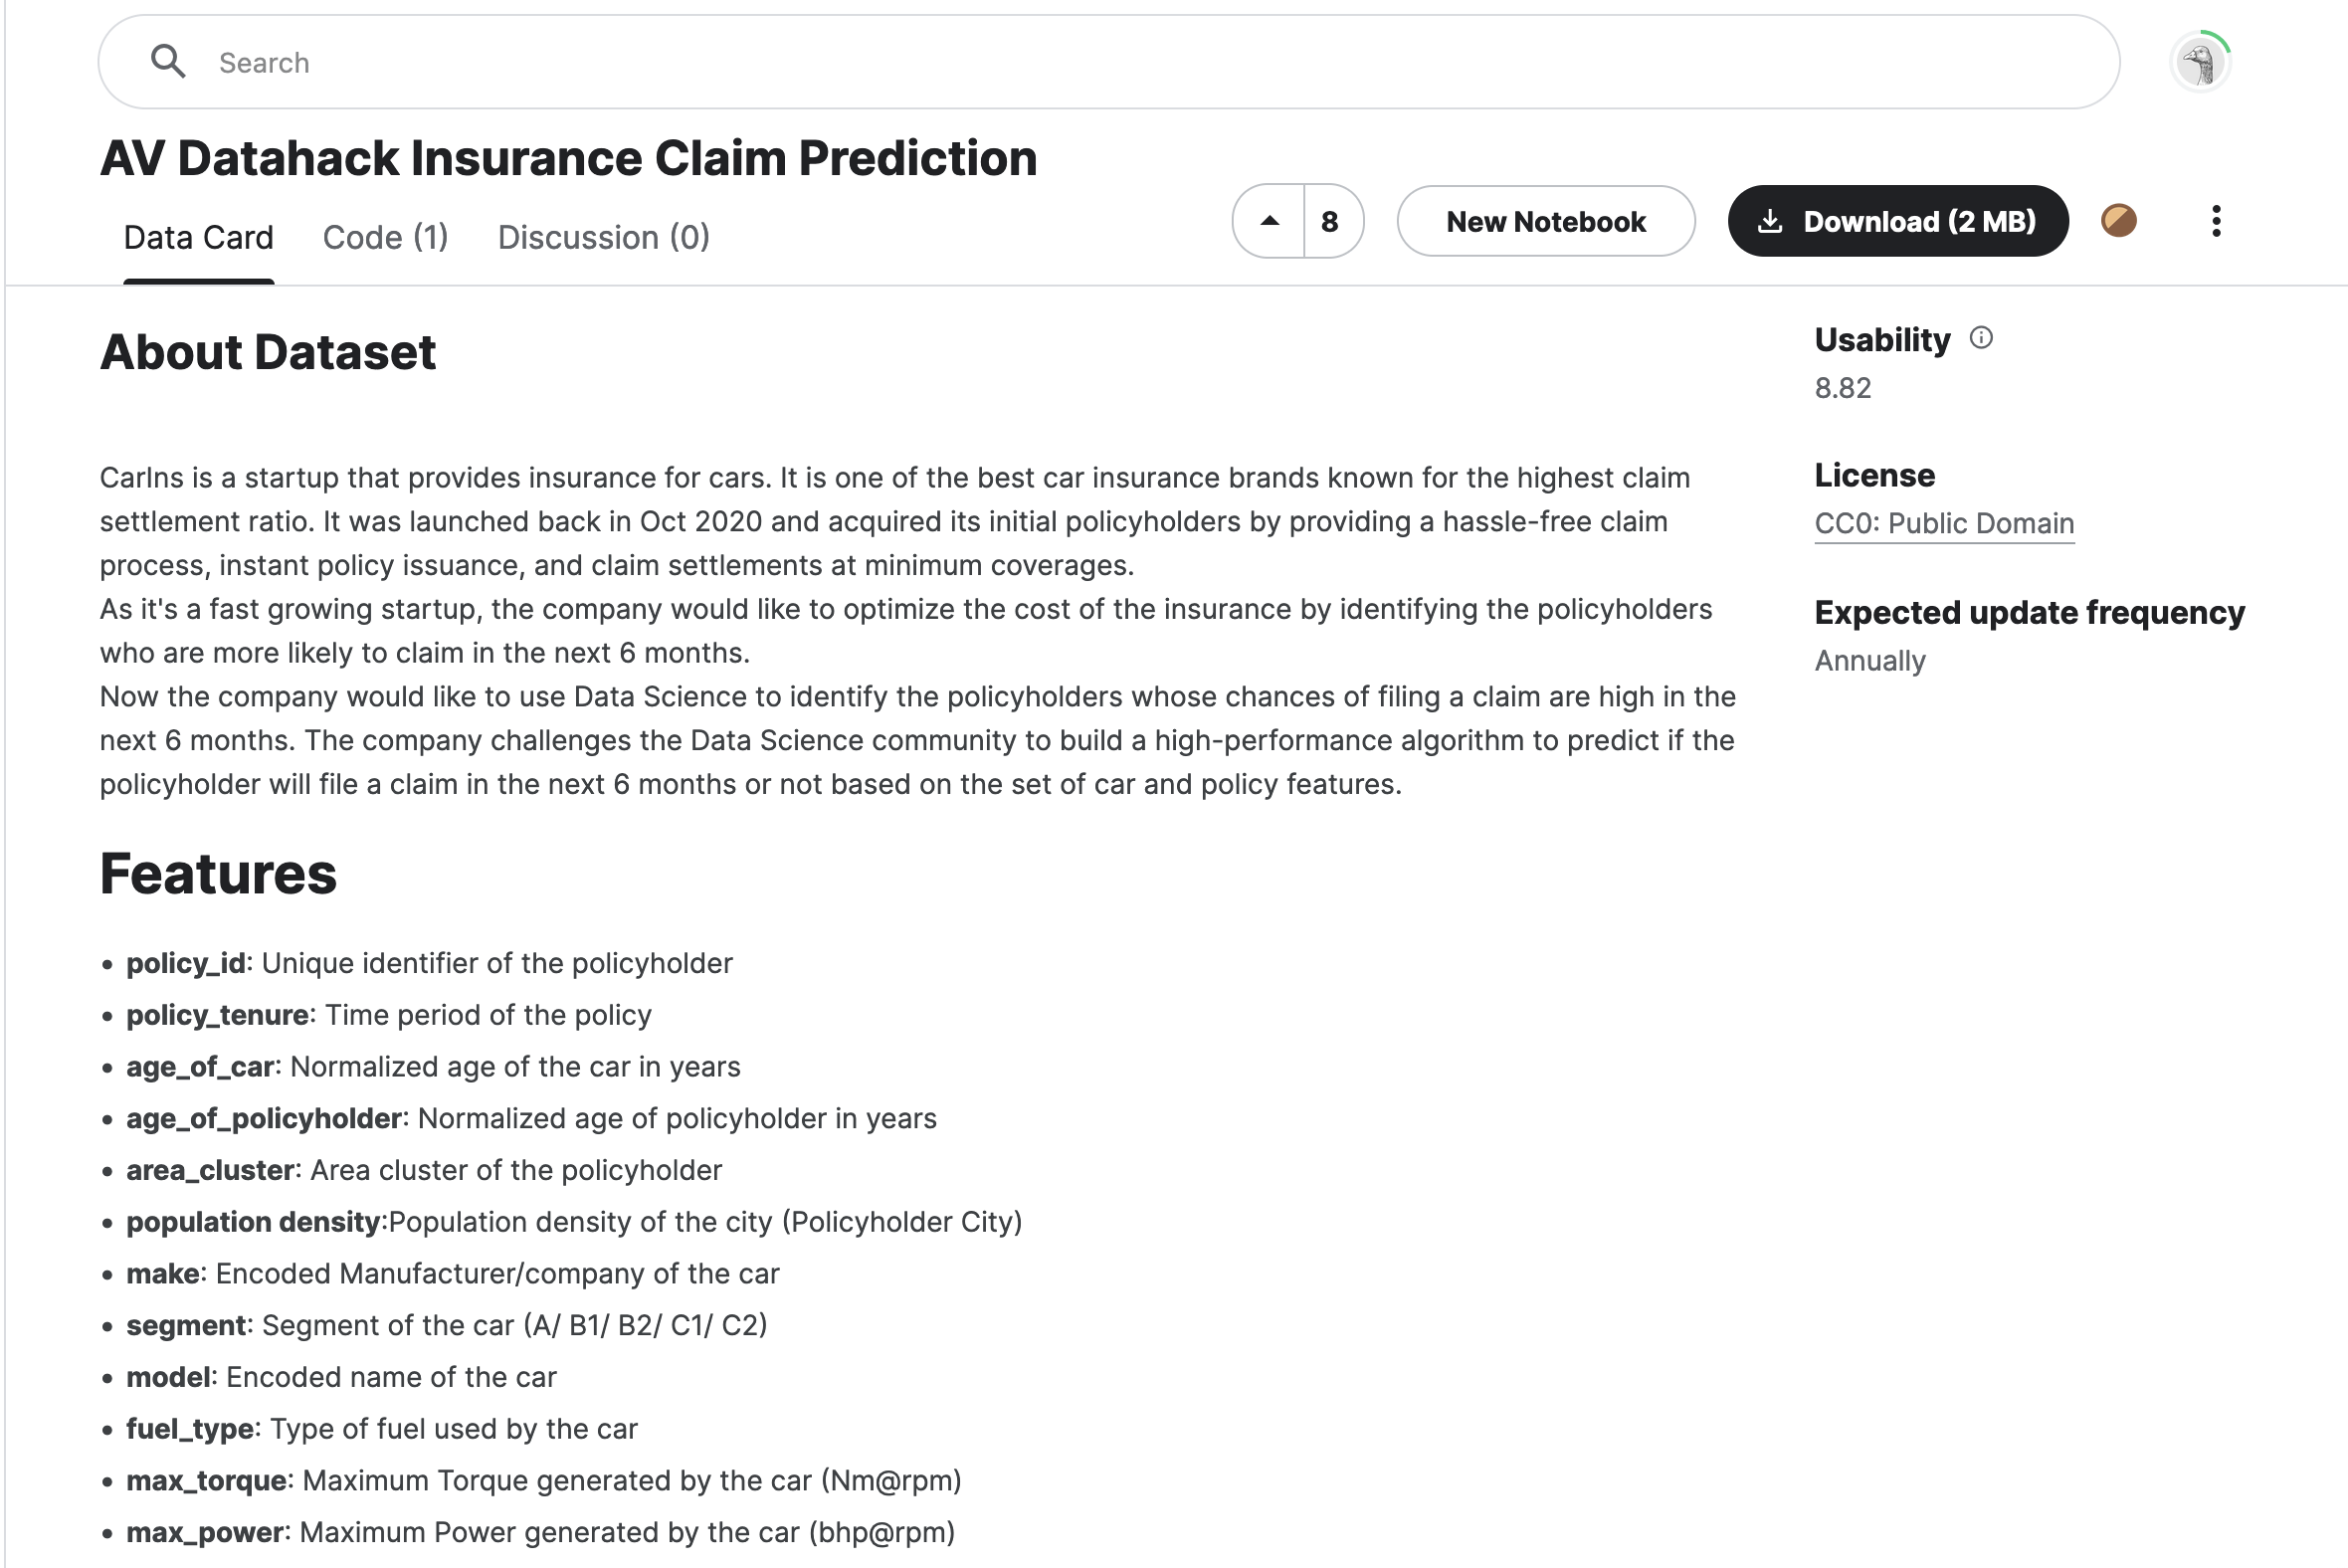 Search
AV Datahack Insurance Claim Prediction
Data Card
Code (1)
Discussion (0)
8
New Notebook
Download (2 MB)
About Dataset
CarIns is a startup that provides insurance for cars. It is one of the best car insurance brands known for the highest claim
settlement ratio. It was launched back in Oct 2020 and acquired its initial policyholders by providing a hassle-free claim
process, instant policy issuance, and claim settlements at minimum coverages.
As it's a fast growing startup, the company would like to optimize the cost of the insurance by identifying the policyholders
who are more likely to claim in the next 6 months.
Now the company would like to use Data Science to identify the policyholders whose chances of filing a claim are high in the
next 6 months. The company challenges the Data Science community to build a high-performance algorithm to predict if the
policyholder will file a claim in the next 6 months or not based on the set of car and policy features.
Features
• policy_id: Unique identifier of the policyholder
• policy_tenure: Time period of the policy
• age_of_car: Normalized age of the car in years
• age_of_policyholder: Normalized age of policyholder in years
• area_cluster: Area cluster of the policyholder
• population density:Population density of the city (Policyholder City)
• make: Encoded Manufacturer/company of the car
• segment: Segment of the car (A/ B1/ B2/ C1/ C2)
• model: Encoded name of the car
• fuel_type: Type of fuel used by the car
• max_torque: Maximum Torque generated by the car (Nm@rpm)
• max_power: Maximum Power generated by the car (bhp@rpm)
Usability
8.82
License
CC0: Public Domain
Expected update frequency
Annually